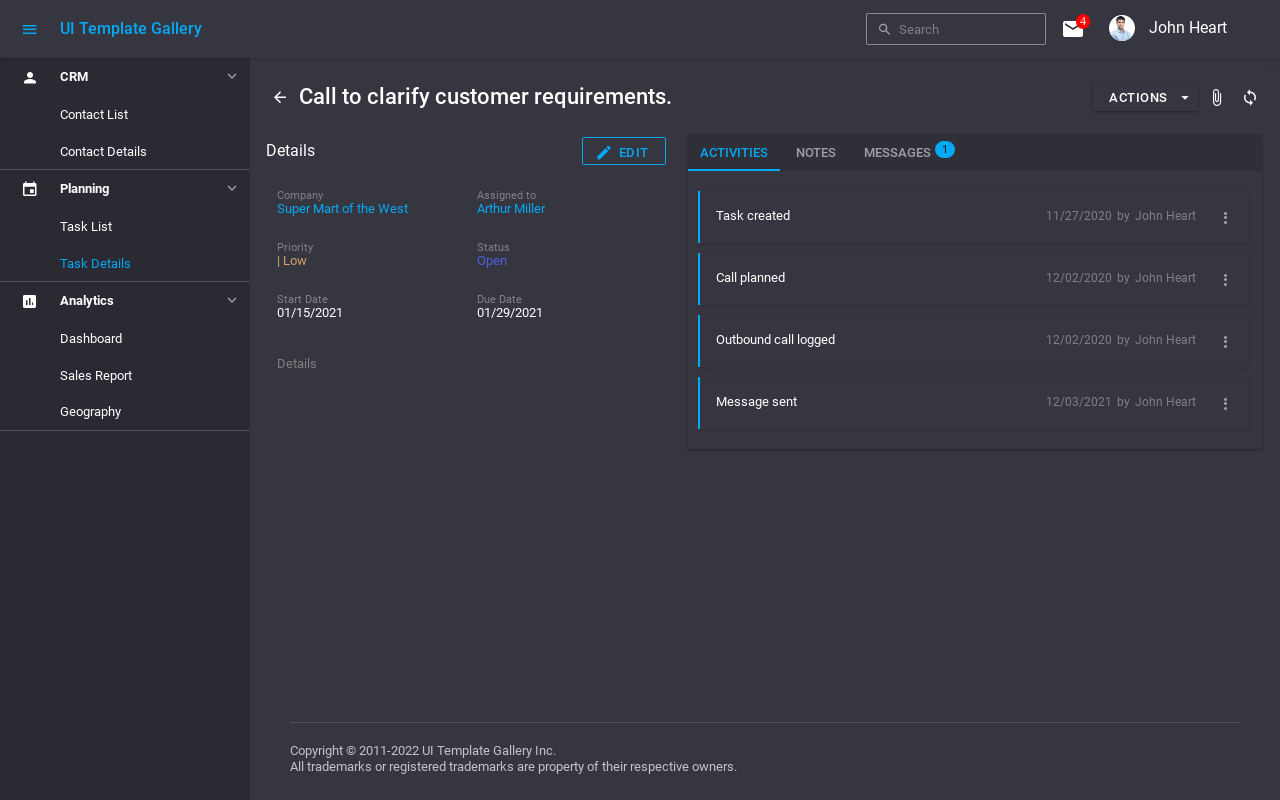 UI Template Gallery
Search
4
John Heart
CRM
Contact List
Contact Details
Planning
Task List
Task Details
Analytics
Dashboard
Sales Report
Geography
Call to clarify customer requirements.
ACTIONS
Details
EDIT
Company
Super Mart of the West
Assigned to
Arthur Miller
Priority
| Low
Status
Open
Start Date
01/15/2021
Due Date
01/29/2021
Details
ACTIVITIES NOTES MESSAGES 1
Task created 11/27/2020 by John Heart
Call planned 12/02/2020 by John Heart
Outbound call logged 12/02/2020 by John Heart
Message sent 12/03/2021 by John Heart
Copyright © 2011-2022 UI Template Gallery Inc.
All trademarks or registered trademarks are property of their respective owners.